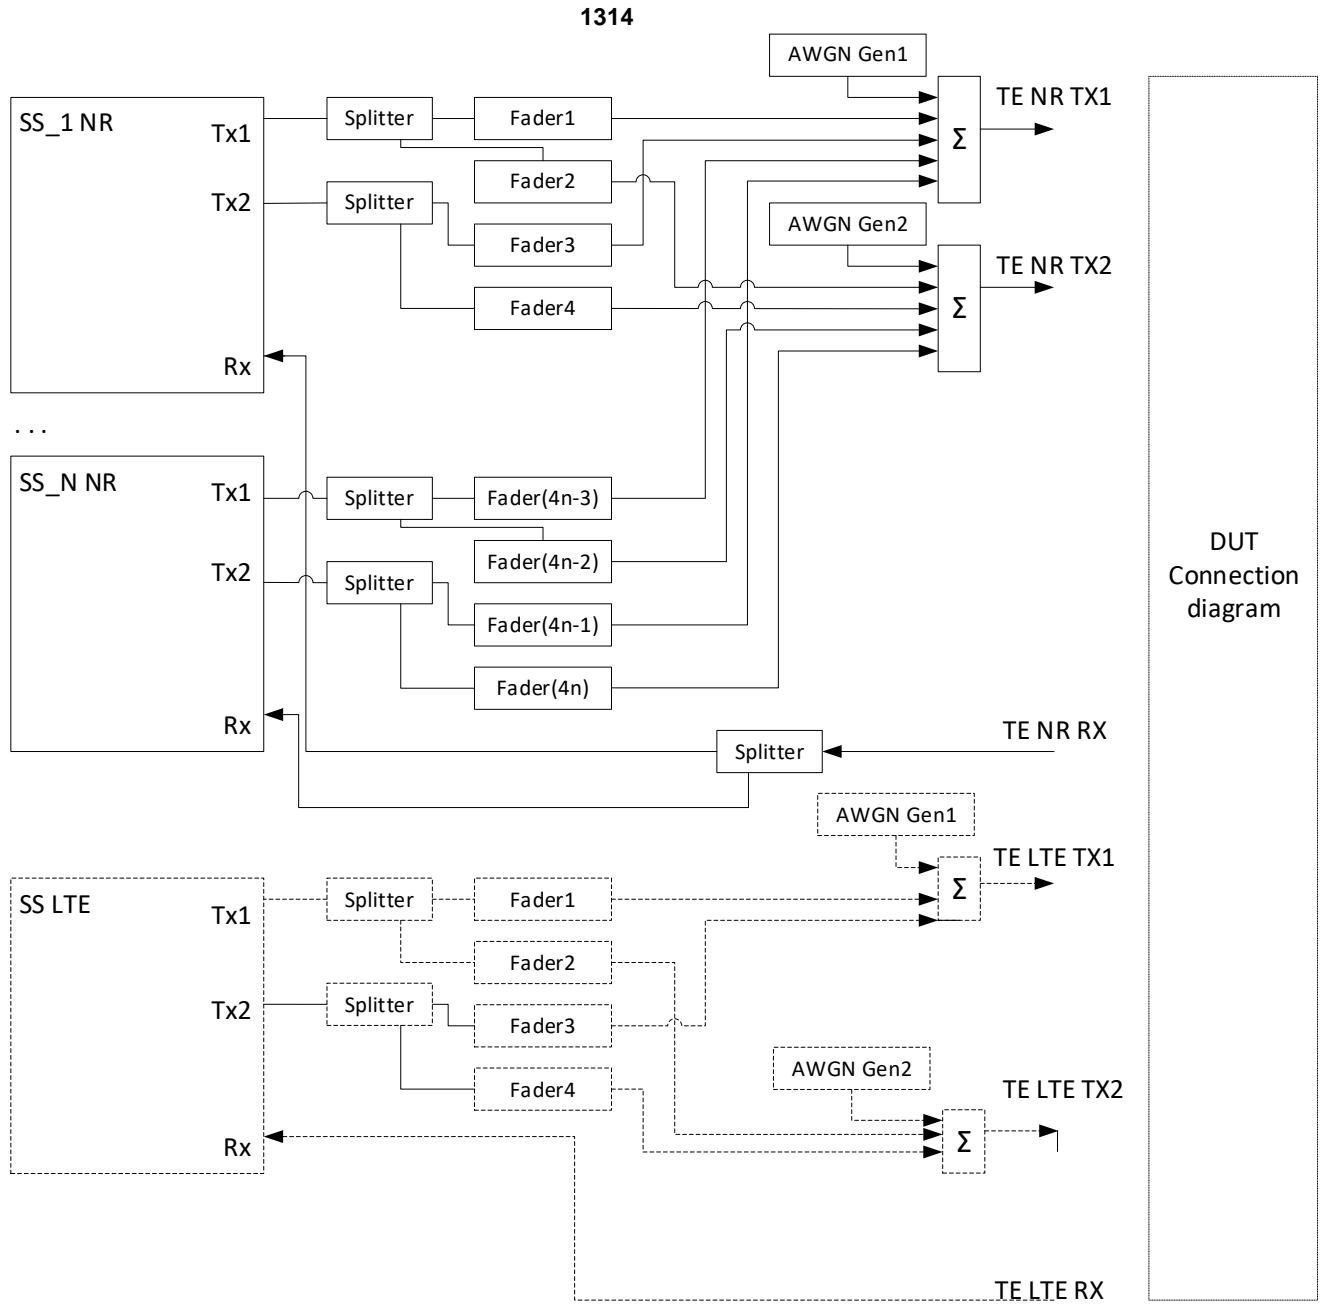 1314
AWGN Gen1
SS_1 NR
Tx1
Splitter
Fader1
Σ
TE NR TX1
Fader2
Tx2
Splitter
Fader3
AWGN Gen2
Fader4
Σ
TE NR TX2
Rx
. . .
SS_N NR
Tx1
Splitter
Fader(4n-3)
Fader(4n-2)
Tx2
Splitter
Fader(4n-1)
Fader(4n)
Rx
Splitter
TE NR RX
DUT
Connection
diagram
AWGN Gen1
SS LTE
Tx1
Splitter
Fader1
Σ
TE LTE TX1
Fader2
Tx2
Splitter
Fader3
AWGN Gen2
Fader4
Σ
TE LTE TX2
Rx
TE LTE RX